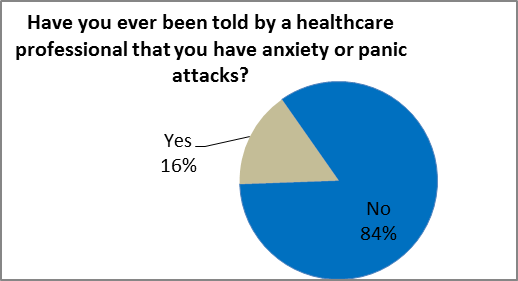 Have you ever been told by a healthcare
professional that you have anxiety or panic
attacks?
Yes
16%
No
84%